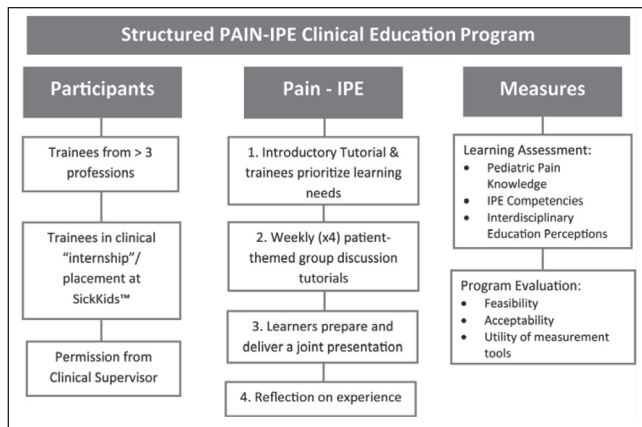 Structured PAIN-IPE Clinical Education Program
Participants
Trainees from > 3
professions
Trainees in clinical
“internship”/
placement at
SickKids™
Permission from
Clinical Supervisor
Pain - IPE
1. Introductory Tutorial &
trainees prioritize learning
needs
2. Weekly (x4) patient-
themed group discussion
tutorials
3. Learners prepare and
deliver a joint presentation
4. Reflection on experience
Measures
Learning Assessment:
• Pediatric Pain
Knowledge
• IPE Competencies
• Interdisciplinary
Education Perceptions
Program Evaluation:
• Feasibility
• Acceptability
• Utility of measurement
tools